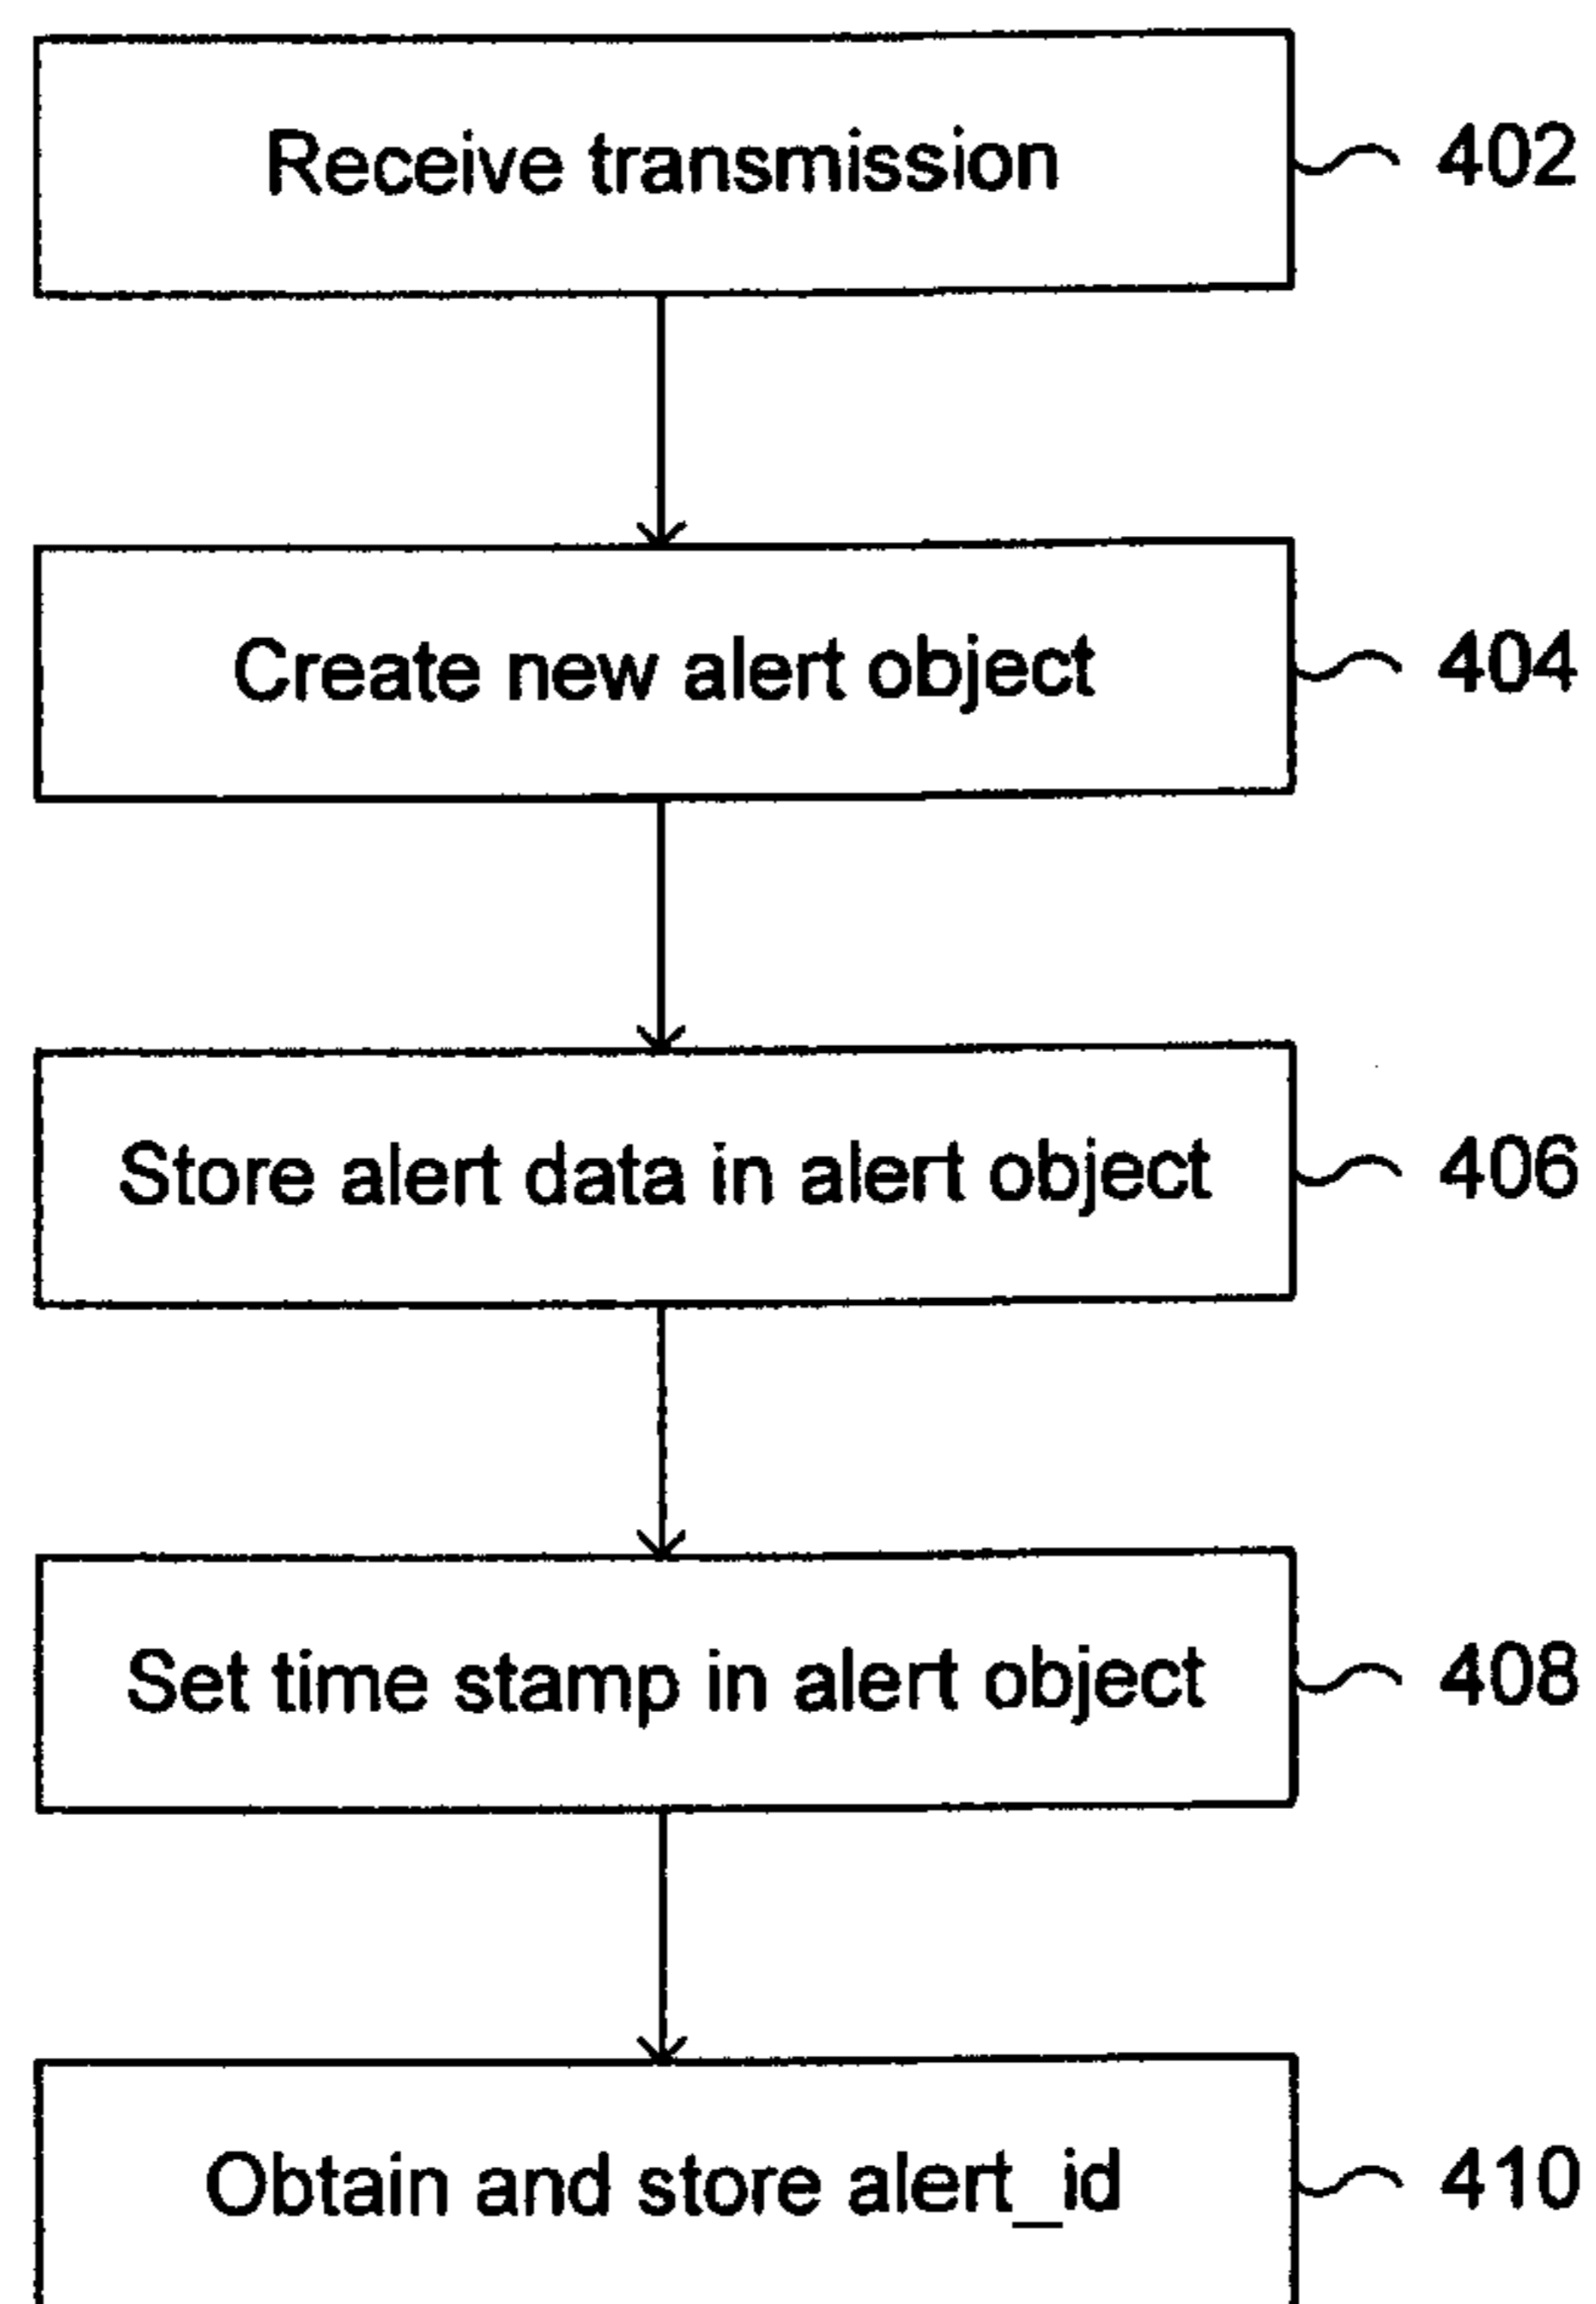 Receive transmission 402
Create new alert object 404
Store alert data in alert object 406
Set time stamp in alert object 408
Obtain and store alert_id 410